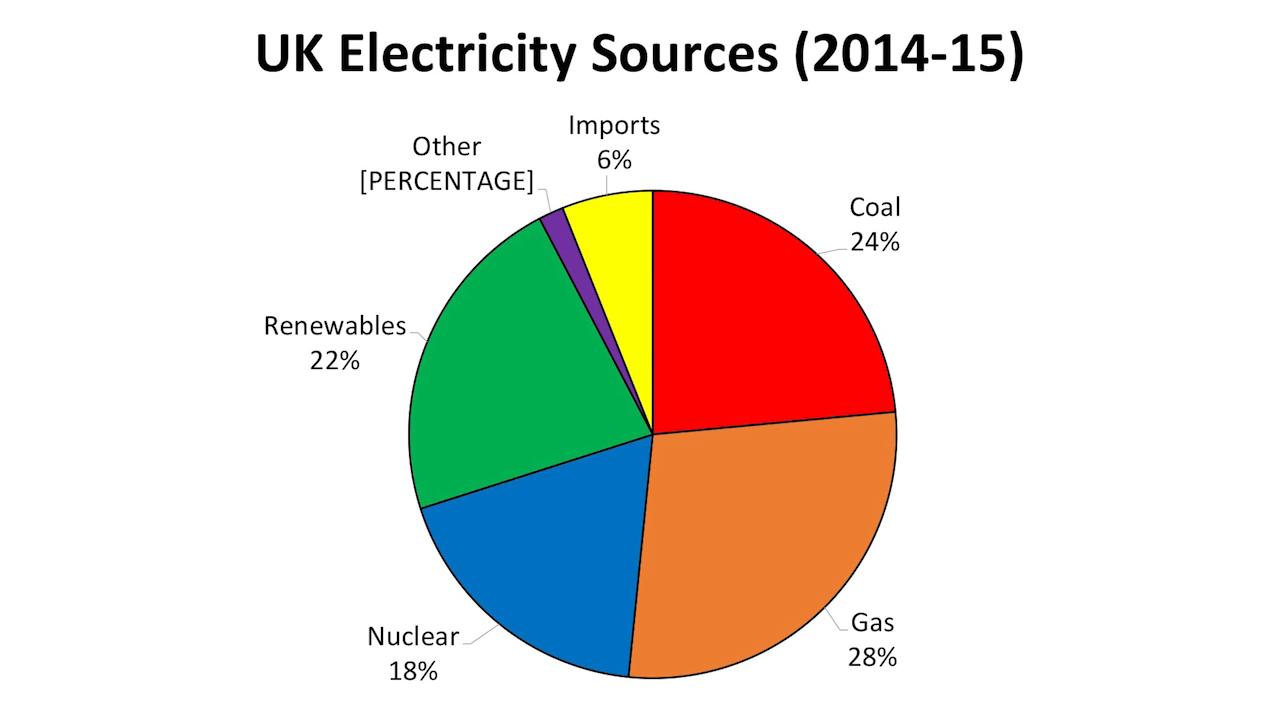 UK Electricity Sources (2014-15)
Imports
6%
Other
[PERCENTAGE]
Coal
24%
Renewables
22%
Gas
28%
Nuclear
18%